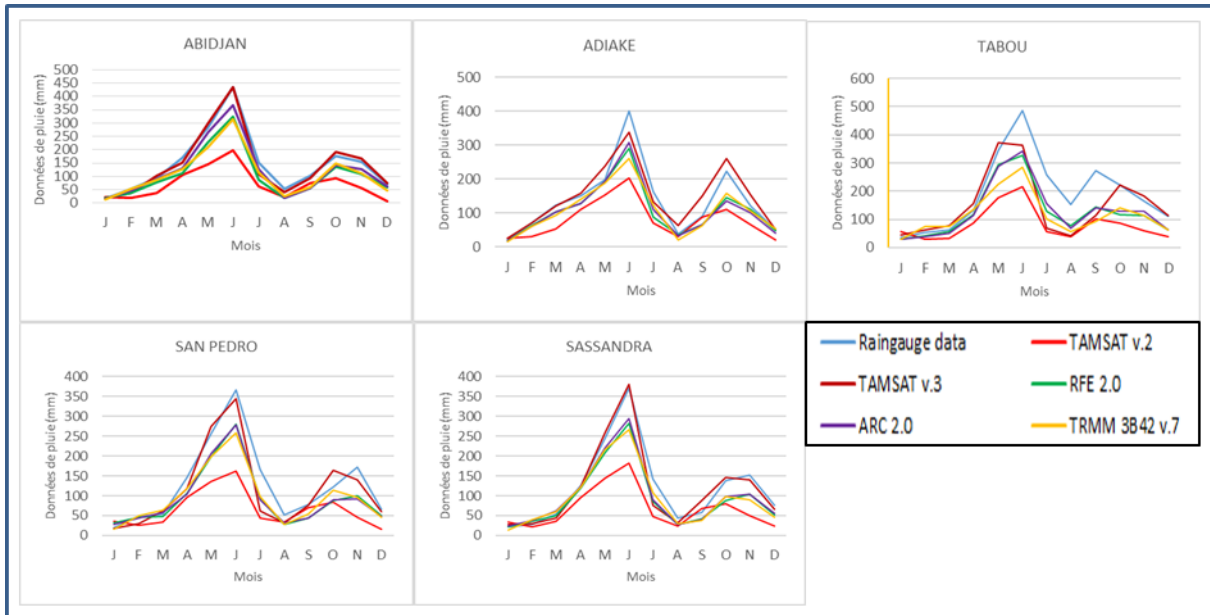 ABIDJAN
Données de pluie (mm)
500
450
400
350
300
250
200
150
100
50
0
J F M A M J J A S O N D
Mois
ADIAKE
Données de pluie (mm)
500
400
300
200
100
0
J F M A M J J A S O N D
Mois
TABOU
Données de pluie (mm)
600
500
400
300
200
100
0
J F M A M J J A S O N D
Mois
SAN PEDRO
Données de pluie (mm)
400
350
300
250
200
150
100
50
0
J F M A M J J A S O N D
Mois
SASSANDRA
Données de pluie (mm)
400
350
300
250
200
150
100
50
0
J F M A M J J A S O N D
Mois
Raingauge data TAMSAT v.2
TAMSAT v.3 RFE 2.0
ARC 2.0 TRMM 3B42 v.7